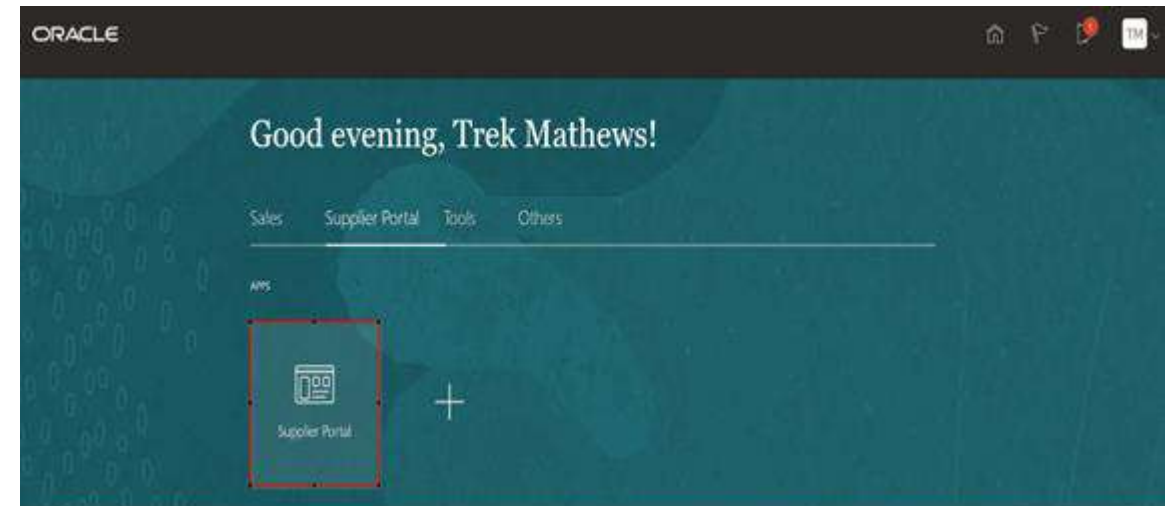 ORACLE
TM
Good evening, Trek Mathews!
Sales Supplier Portal Tools Others
APPS
Supplier Portal